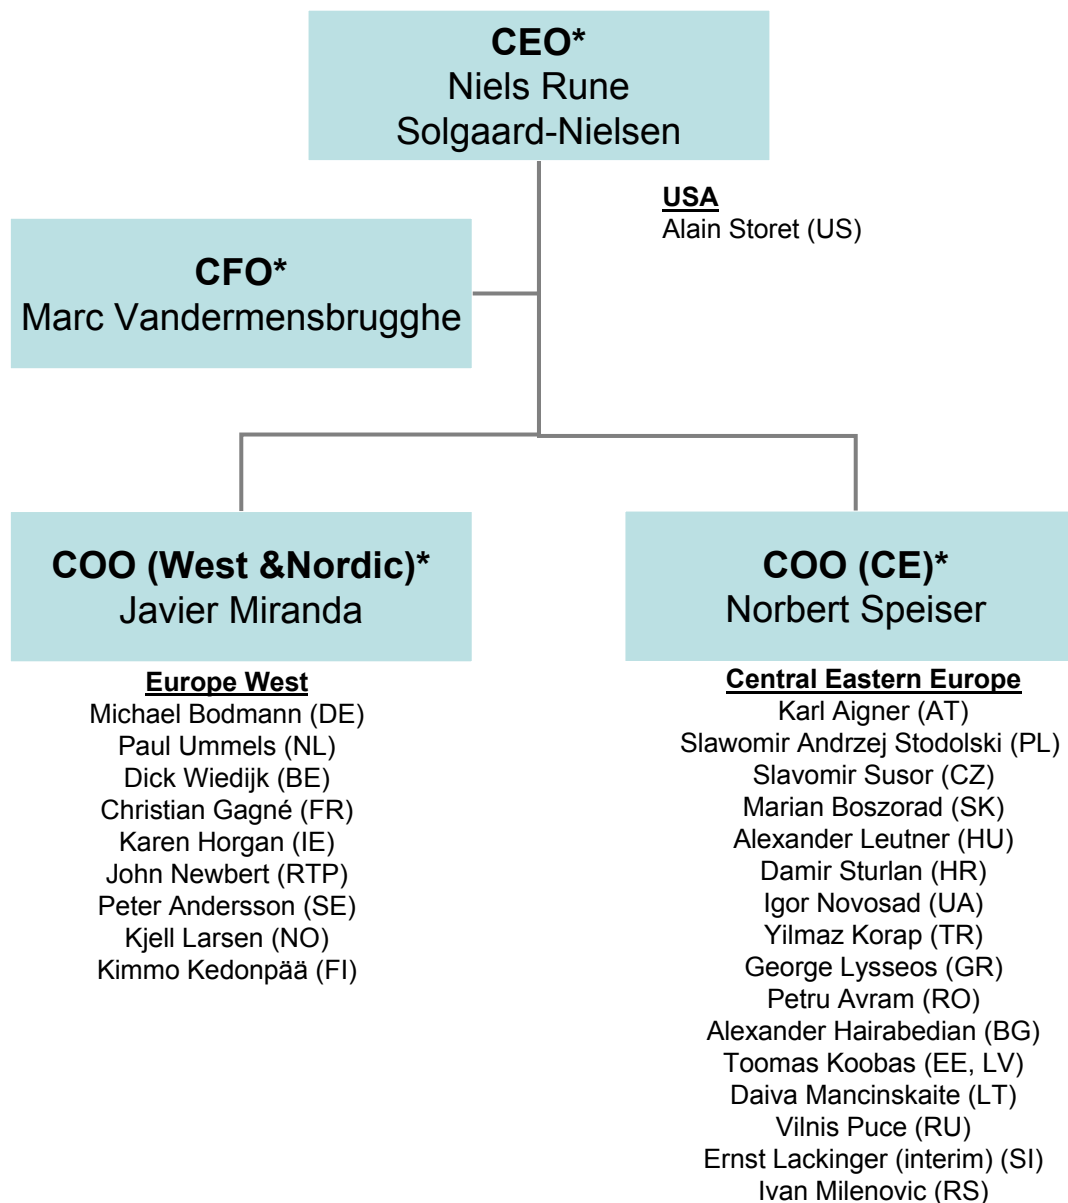 CEO*
Niels Rune
Solgaard-Nielsen
USA
Alain Storet (US)
CFO*
Marc Vandermensbrugghe
COO (West &Nordic)*
Javier Miranda
Europe West
Michael Bodmann (DE)
Paul Ummels (NL)
Dick Wiedijk (BE)
Christian Gagné (FR)
Karen Horgan (IE)
John Newbert (RTP)
Peter Andersson (SE)
Kjell Larsen (NO)
Kimmo Kedonpää (FI)
COO (CE)*
Norbert Speiser
Central Eastern Europe
Karl Aigner (AT)
Slawomir Andrzej Stodolski (PL)
Slavomir Susor (CZ)
Marian Boszorad (SK)
Alexander Leutner (HU)
Damir Sturlan (HR)
Igor Novosad (UA)
Yilmaz Korap (TR)
George Lysseos (GR)
Petru Avram (RO)
Alexander Hairabedian (BG)
Toomas Koobas (EE, LV)
Daiva Mancinskaite (LT)
Vilnis Puce (RU)
Ernst Lackinger (interim) (SI)
Ivan Milenovic (RS)